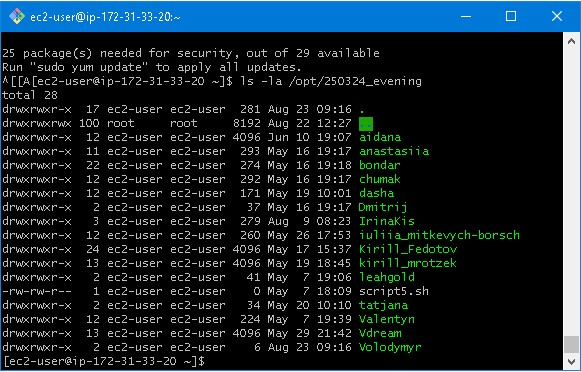 ec2-user@ip-172-31-33-20:~
25 package(s) needed for security, out of 29 available
Run "sudo yum update" to apply all updates.
^[[A[ec2-user@ip-172-31-33-20 ~]$ ls -la /opt/250324_evening
total 28
drwxrwxr-x  17 ec2-user ec2-user  281 Aug 23 09:16 .
drwxrwxrwx 100 root     root     8192 Aug 22 12:27 ..
drwxrwxr-x  12 ec2-user ec2-user 4096 Jun 10 19:07 aidana
drwxrwxr-x  11 ec2-user ec2-user  293 May 16 19:17 anastasiia
drwxrwxr-x  22 ec2-user ec2-user  274 May 16 19:18 bondar
drwxrwxr-x  12 ec2-user ec2-user  292 May 16 19:17 chumak
drwxrwxr-x  12 ec2-user ec2-user  171 May 19 10:01 dasha
drwxrwxr-x   2 ec2-user ec2-user   37 May 16 19:17 Dmitrij
drwxrwxr-x   3 ec2-user ec2-user  279 Aug  9 08:23 IrinaKis
drwxrwxr-x  12 ec2-user ec2-user  260 May 26 17:53 iuliia_mitkevych-borsch
drwxrwxr-x  24 ec2-user ec2-user 4096 May 17 15:37 Kirill_Fedotov
drwxrwxr-x  13 ec2-user ec2-user 4096 May 19 18:45 kirill_mrotzek
drwxrwxr-x   2 ec2-user ec2-user   41 May  7 19:06 leahgold
-rw-rw-r--   1 ec2-user ec2-user    0 May  7 18:09 script5.sh
drwxrwxr-x   2 ec2-user ec2-user   34 May 20 10:10 tatjana
drwxrwxr-x  12 ec2-user ec2-user  224 May  7 19:39 Valentyn
drwxrwxr-x  13 ec2-user ec2-user 4096 May 29 21:42 Vdream
drwxrwxr-x   2 ec2-user ec2-user    6 Aug 23 09:16 Volodymyr
[ec2-user@ip-172-31-33-20 ~]$